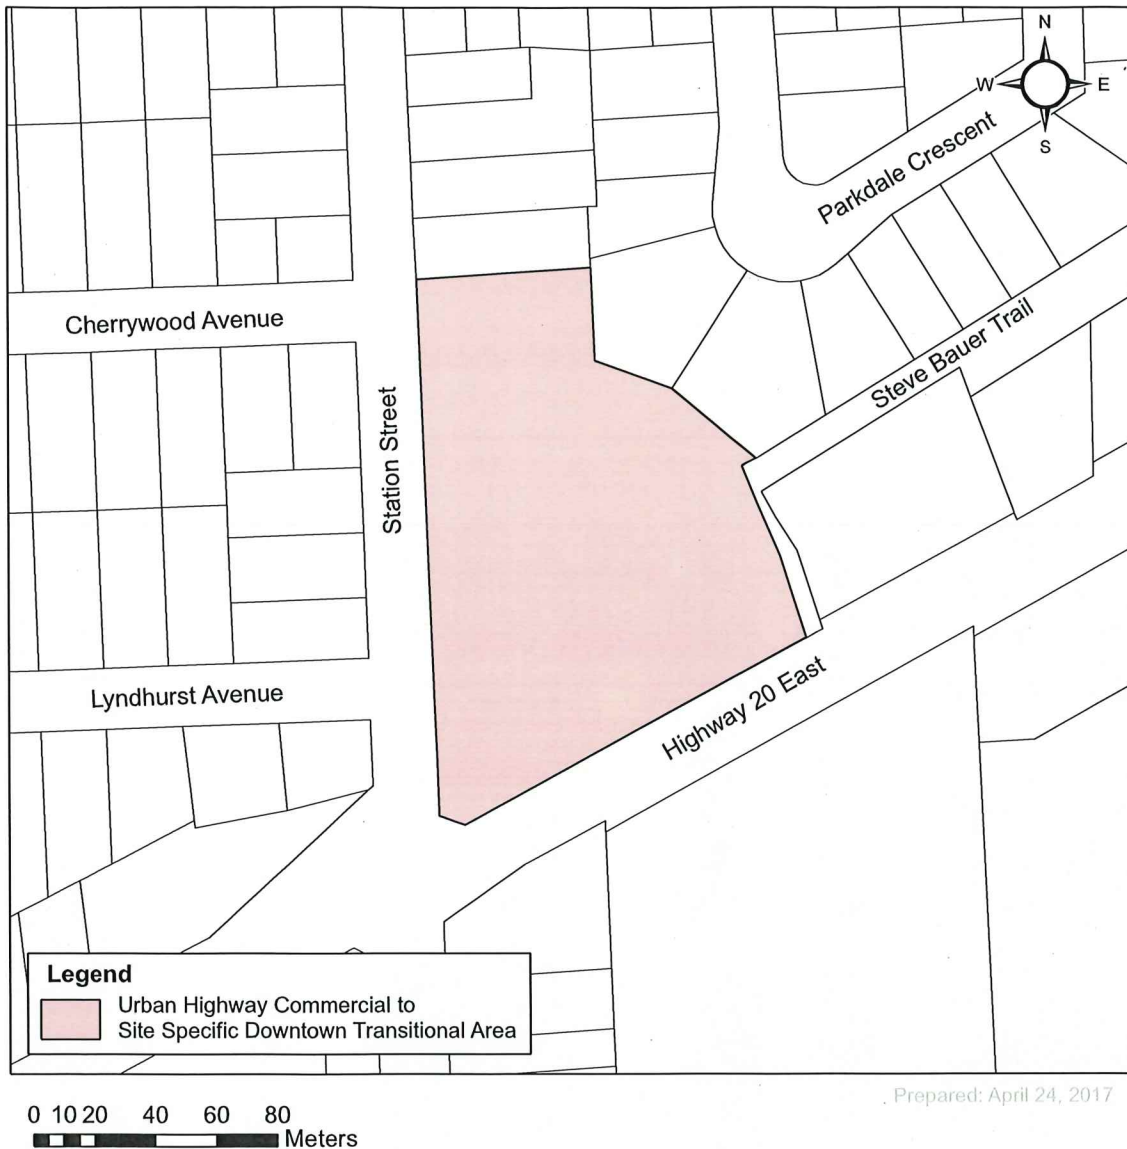 N
W E
S
Parkdale Crescent
Cherrywood Avenue
Steve Bauer Trail
Station Street
Lyndhurst Avenue
Highway 20 East
Legend
Urban Highway Commercial to
Site Specific Downtown Transitional Area
Prepared: April 24, 2017
0 10 20 40 60 80
Meters